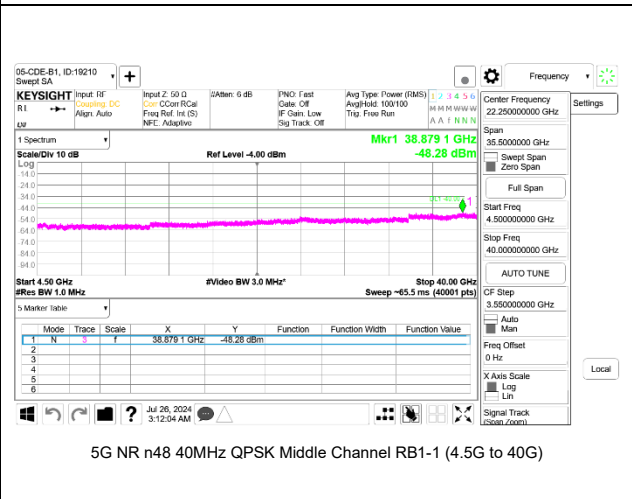 05-CDE-B1, ID:19210
Swept SA
Frequency
Settings
KEYSIGHT
RL
Input: RF
Coupling: DC
Align: Auto
Input Z: 50 Ω
Corr CCorr RCal
Freq Ref: Int (S)
NFE: Adaptive
#Atten: 6 dB
PNO: Fast
Gate: Off
IF Gain: Low
Sig Track: Off
Avg Type: Power (RMS)
Avg|Hold: 100/100
Trig: Free Run
1 2 3 4 5 6
M M M W W W
A A f N N N
1 Spectrum
Scale/Div 10 dB
Log
Ref Level -4.00 dBm
Mkr1 38.879 1 GHz
-48.28 dBm
-14.0
-24.0
-34.0
-44.0
-54.0
-64.0
-74.0
-84.0
-94.0
1
Start 4.50 GHz
#Res BW 1.0 MHz
#Video BW 3.0 MHz*
Stop 40.00 GHz
Sweep ~65.5 ms (40001 pts)
5 Marker Table
Mode Trace Scale X Y Function Function Width Function Value
1 N 3 f 38.879 1 GHz -48.28 dBm
2
3
4
5
6
Center Frequency
22.250000000 GHz
Span
35.5000000 GHz
Swept Span
Zero Span
Full Span
Start Freq
4.500000000 GHz
Stop Freq
40.000000000 GHz
AUTO TUNE
CF Step
3.550000000 GHz
Auto
Man
Freq Offset
0 Hz
X Axis Scale
Log
Lin
Signal Track
(Span Zoom)
Local
?
Jul 26, 2024
3:12:04 AM
5G NR n48 40MHz QPSK Middle Channel RB1-1 (4.5G to 40G)